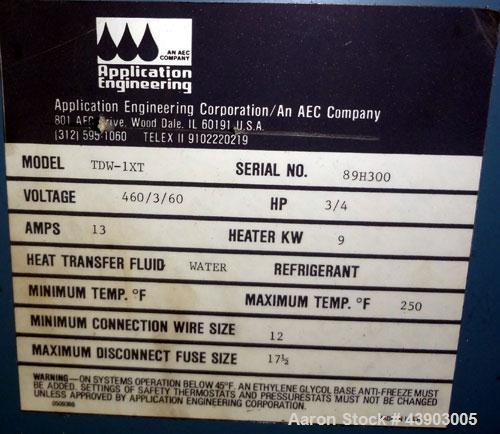 AN AEC
COMPANY
Application
Engineering
Application Engineering Corporation/An AEC Company
801 AEC Drive, Wood Dale, IL 60191 U.S.A.
(312) 595-1060 TELEX II 9102220219
MODEL TDW-1XT SERIAL NO. 89H300
VOLTAGE 460/3/60 HP 3/4
AMPS 13 HEATER KW 9
HEAT TRANSFER FLUID WATER REFRIGERANT
MINIMUM TEMP. °F MAXIMUM TEMP. °F 250
MINIMUM CONNECTION WIRE SIZE 12
MAXIMUM DISCONNECT FUSE SIZE 17½
WARNING—ON SYSTEMS OPERATION BELOW 45°F. AN ETHYLENE GLYCOL BASE ANTI-FREEZE MUST
BE ADDED. SETTINGS OF SAFETY THERMOSTATS AND PRESSURESTATS MUST NOT BE CHANGED
UNLESS APPROVED BY APPLICATION ENGINEERING CORPORATION.
Aaron Stock# 43903005